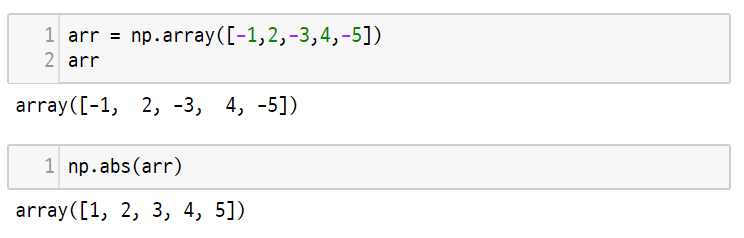 1 arr = np.array([-1,2,-3,4,-5])
2 arr
array([-1,  2, -3,  4, -5])
1 np.abs(arr)
array([1, 2, 3, 4, 5])